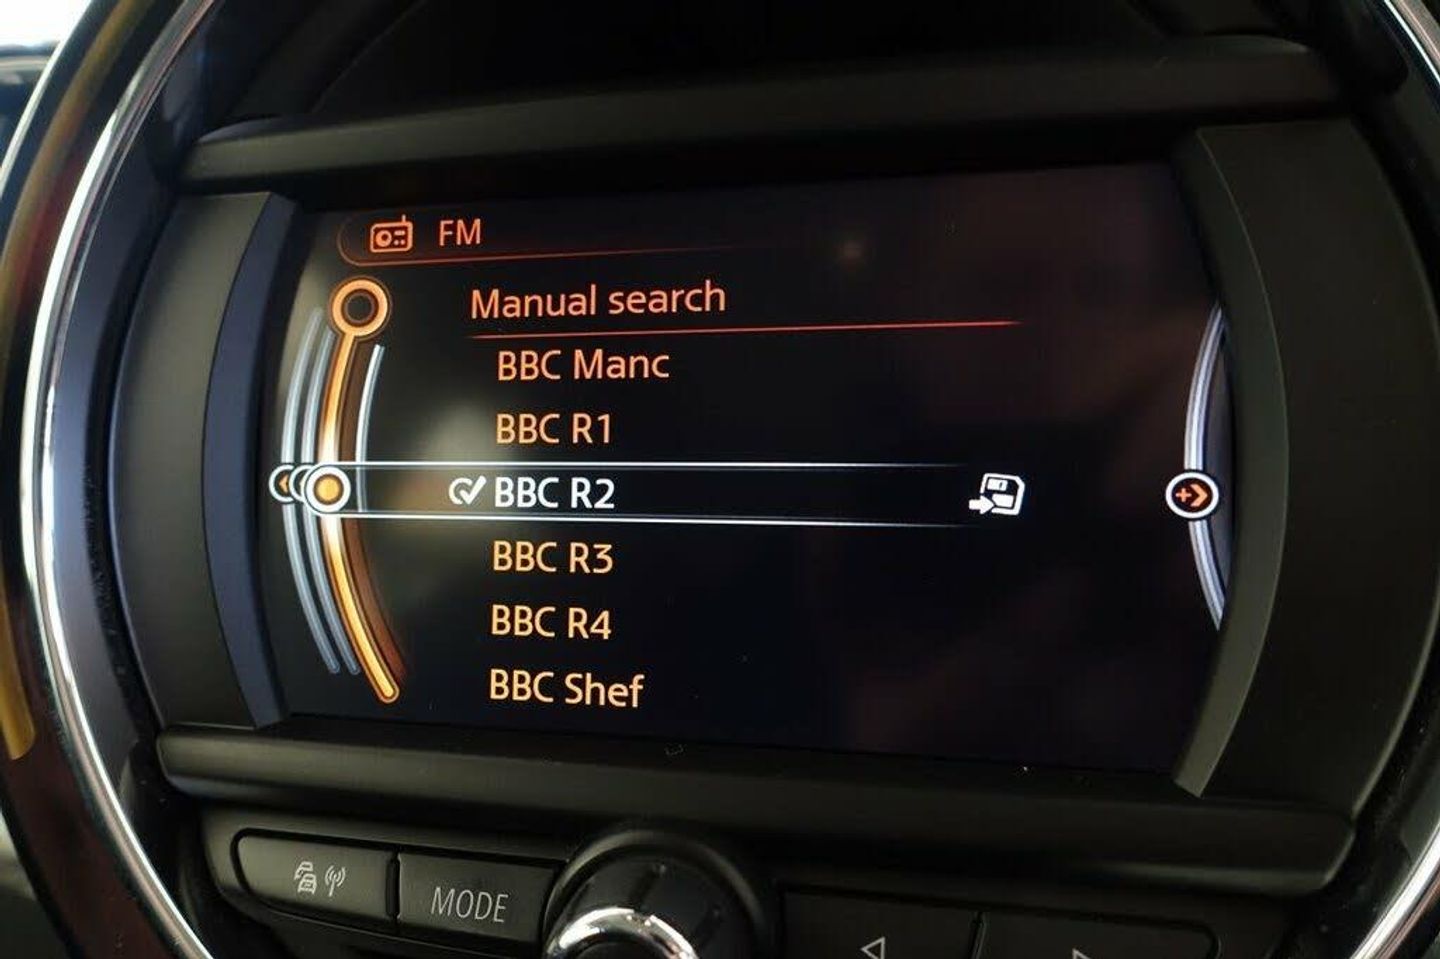 FM
Manual search
BBC Manc
BBC R1
BBC R2
BBC R3
BBC R4
BBC Shef
MODE